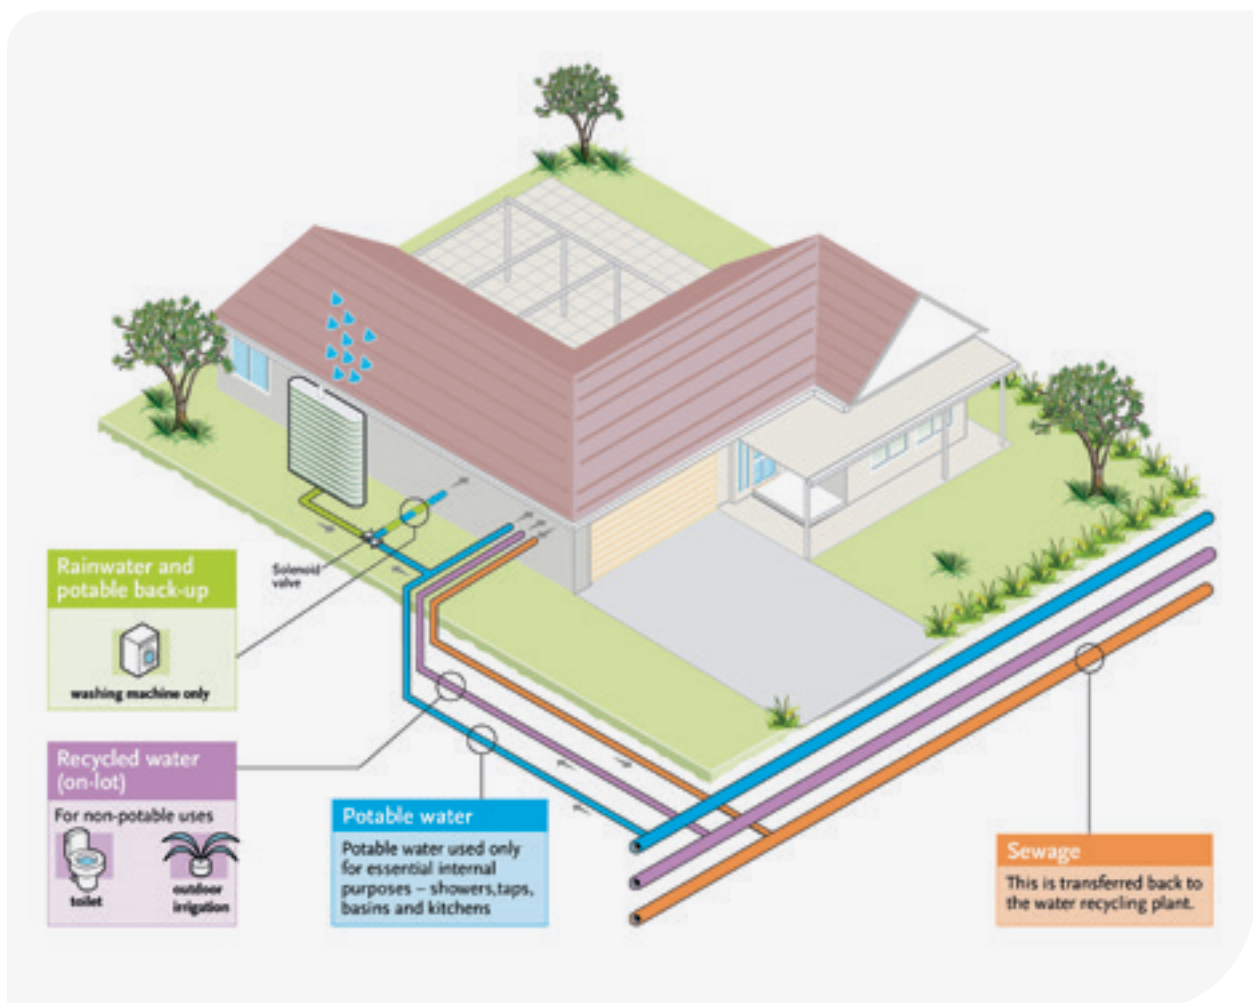 Solenoid
valve
Rainwater and
potable back-up
washing machine only
Recycled water
(on-lot)
For non-potable uses
toilet
outdoor
irrigation
Potable water
Potable water used only
for essential internal
purposes – showers,taps,
basins and kitchens
Sewage
This is transferred back to
the water recycling plant.